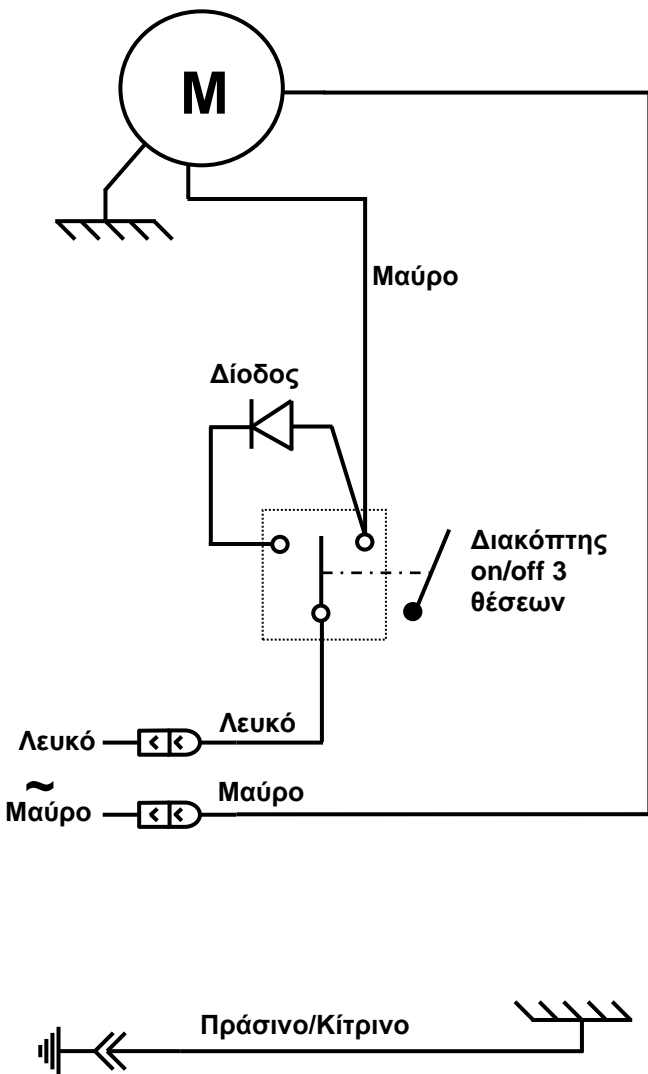 M
Μαύρο
Δίοδος
Διακόπτης
on/off 3
θέσεων
Λευκό
Λευκό
~
Μαύρο
Μαύρο
Πράσινο/Κίτρινο